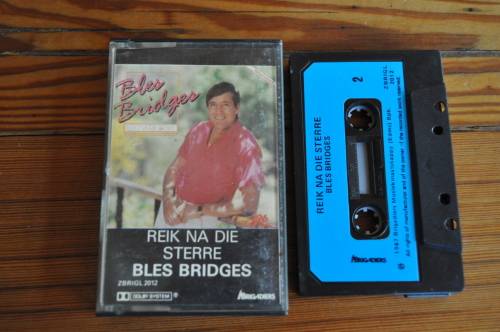 Bles
Bridges
REIK NA DIE
STERRE
BLES BRIDGES
ZBRIGL 2012
DOLBY SYSTEM
BRIGADIERS
2
ZBRIGL
2012
REIK NA DIE STERRE
BLES BRIDGES
BRIGADIERS